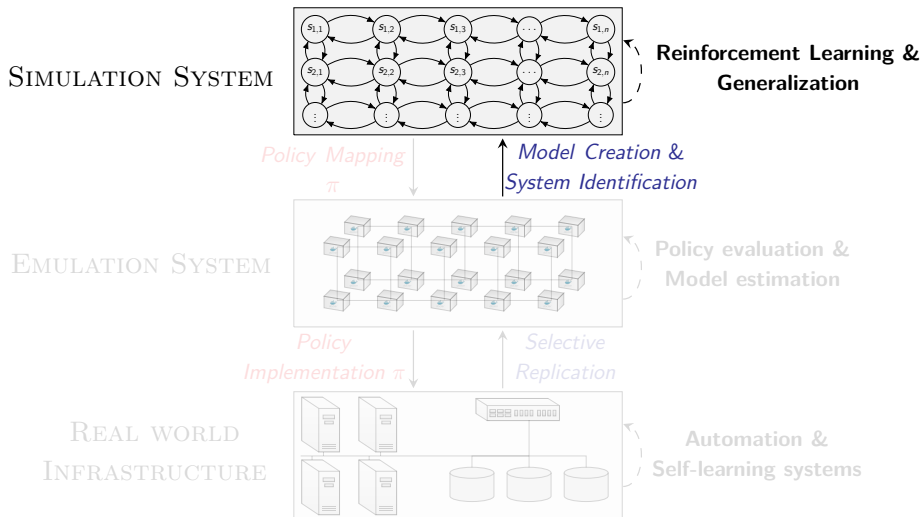 s1,1 s1,2 s1,3 ... s1,n
s2,1 s2,2 s2,3 ... s2,n
⋮ ⋮ ⋮ ⋮ ⋮
SIMULATION SYSTEM
Reinforcement Learning &
Generalization
Policy Mapping
π
Model Creation &
System Identification
EMULATION SYSTEM
Policy evaluation &
Model estimation
Policy
Implementation π
Selective
Replication
REAL WORLD
INFRASTRUCTURE
Automation &
Self-learning systems